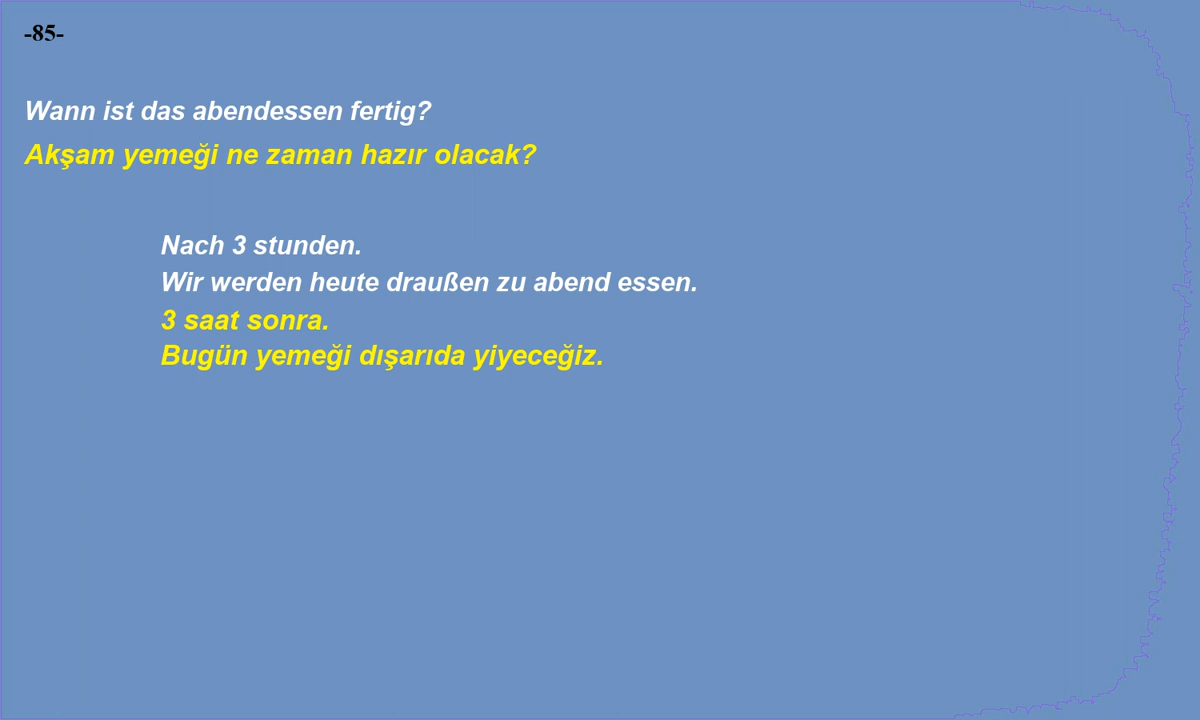 -85-
Wann ist das abendessen fertig?
Akşam yemeği ne zaman hazır olacak?
Nach 3 stunden.
Wir werden heute draußen zu abend essen.
3 saat sonra.
Bugün yemeği dışarıda yiyeceğiz.